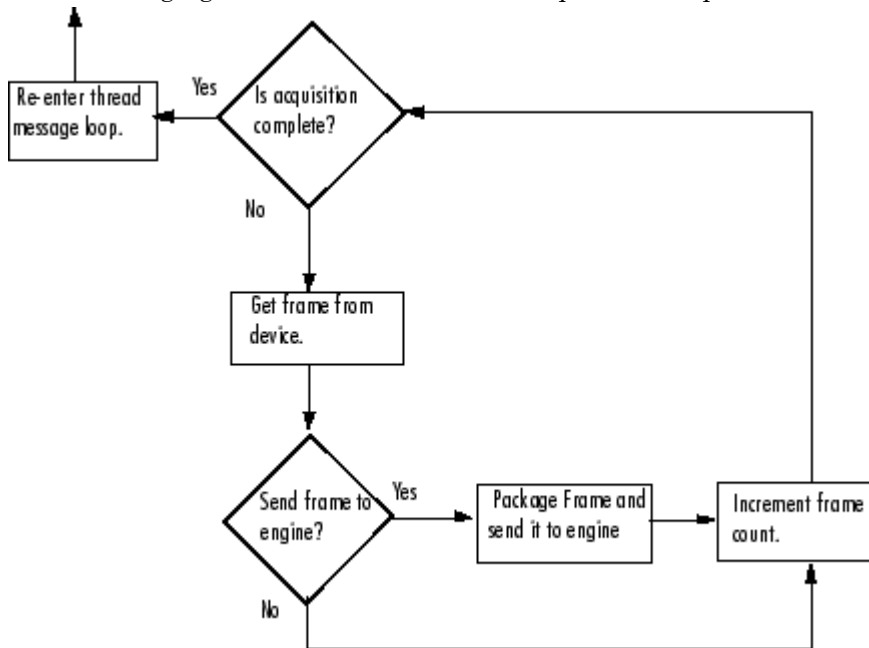 Yes
Is acquisition
complete?
Re-enter thread
message loop.
No
Get frame from
device.
Send frame to
engine?
Yes
Package Frame and
send it to engine
Increment frame
count.
No